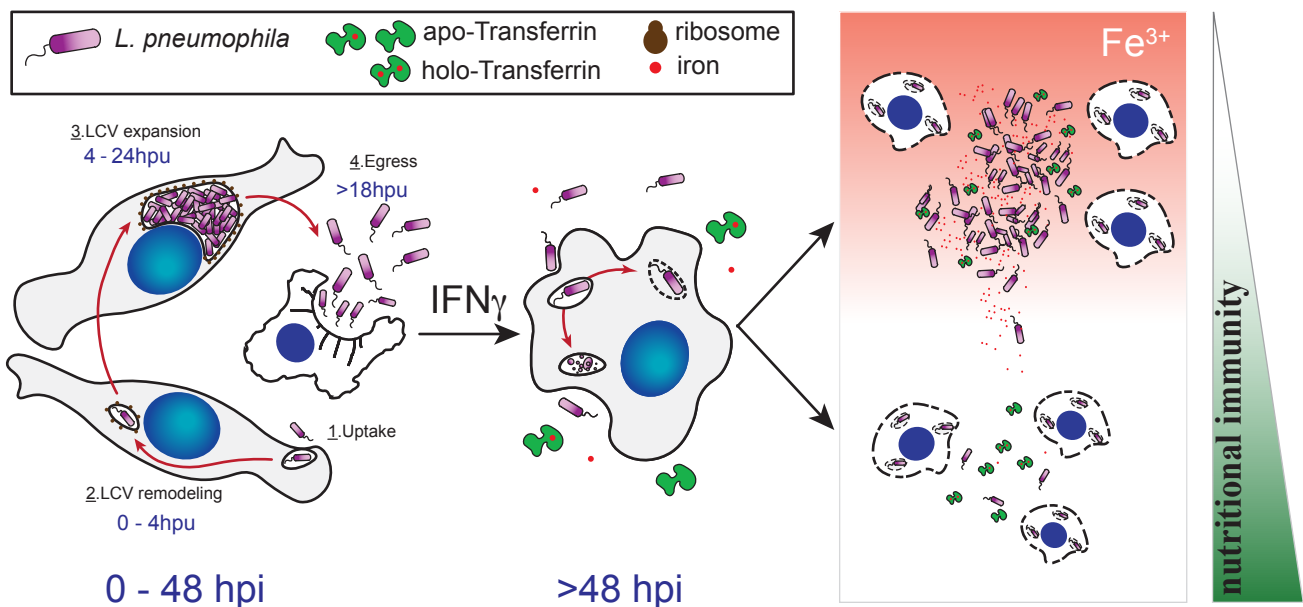 L. pneumophila
apo-Transferrin
holo-Transferrin
ribosome
iron
3.LCV expansion
4 - 24hpu
4.Egress
>18hpu
1.Uptake
2.LCV remodeling
0 - 4hpu
0 - 48 hpi
IFNγ
>48 hpi
Fe³⁺
nutritional immunity